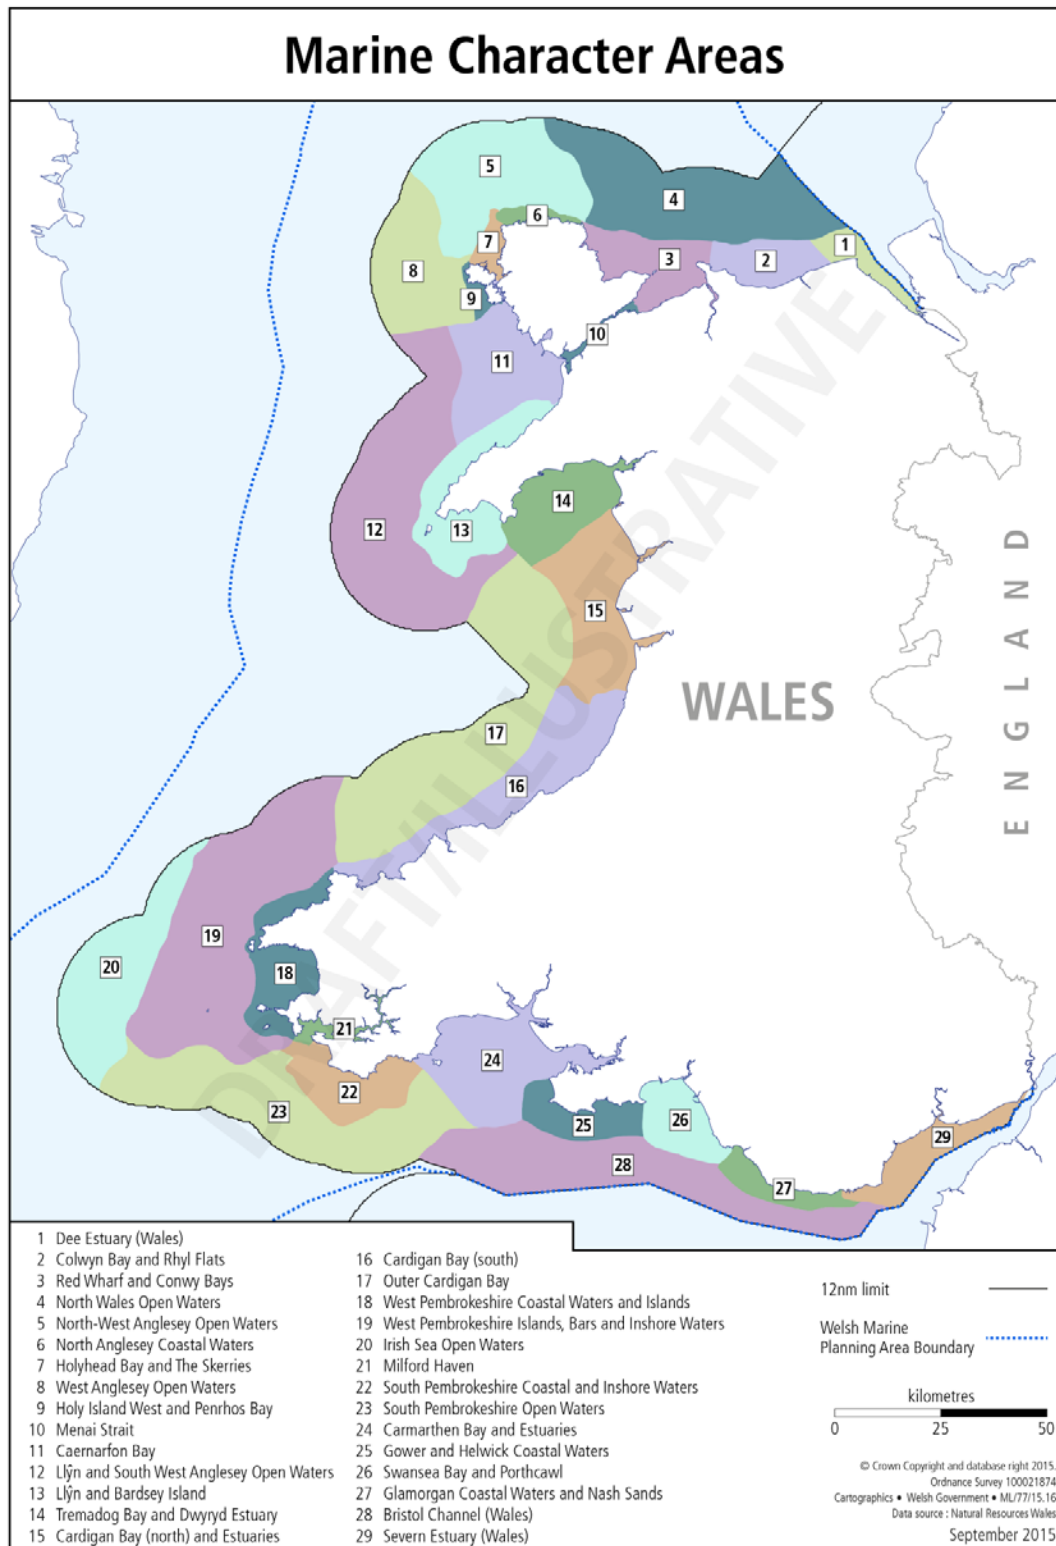 Marine Character Areas
5
4
6
7
1
3
2
8
9
10
11
14
12
13
15
WALES
ENGLAND
17
16
19
20
18
21
24
22
23
25
26
29
28
27
DRAFT/ILLUSTRATIVE
1 Dee Estuary (Wales)
2 Colwyn Bay and Rhyl Flats
3 Red Wharf and Conwy Bays
4 North Wales Open Waters
5 North-West Anglesey Open Waters
6 North Anglesey Coastal Waters
7 Holyhead Bay and The Skerries
8 West Anglesey Open Waters
9 Holy Island West and Penrhos Bay
10 Menai Strait
11 Caernarfon Bay
12 Llŷn and South West Anglesey Open Waters
13 Llŷn and Bardsey Island
14 Tremadog Bay and Dwyryd Estuary
15 Cardigan Bay (north) and Estuaries
16 Cardigan Bay (south)
17 Outer Cardigan Bay
18 West Pembrokeshire Coastal Waters and Islands
19 West Pembrokeshire Islands, Bars and Inshore Waters
20 Irish Sea Open Waters
21 Milford Haven
22 South Pembrokeshire Coastal and Inshore Waters
23 South Pembrokeshire Open Waters
24 Carmarthen Bay and Estuaries
25 Gower and Helwick Coastal Waters
26 Swansea Bay and Porthcawl
27 Glamorgan Coastal Waters and Nash Sands
28 Bristol Channel (Wales)
29 Severn Estuary (Wales)
12nm limit
Welsh Marine
Planning Area Boundary
kilometres
0 25 50
© Crown Copyright and database right 2015.
Ordnance Survey 100021874
Cartographics • Welsh Government • ML/77/15.16
Data source : Natural Resources Wales
September 2015